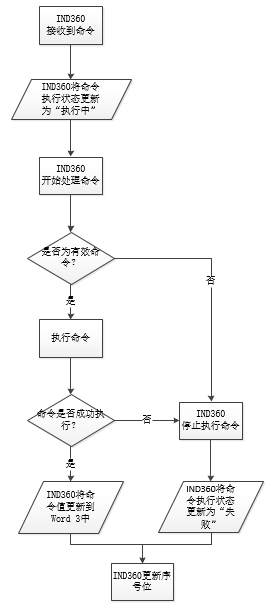 IND360
接收到命令
IND360将命令
执行状态更新
为“执行中”
IND360
开始处理命令
是否为有效命
令？
否
是
执行命令
命令是否成功执
行？
否
IND360
停止执行命令
是
IND360将命
令值更新到
Word 3中
IND360将命
令执行状态
更新为“失
败”
IND360更新序
号位